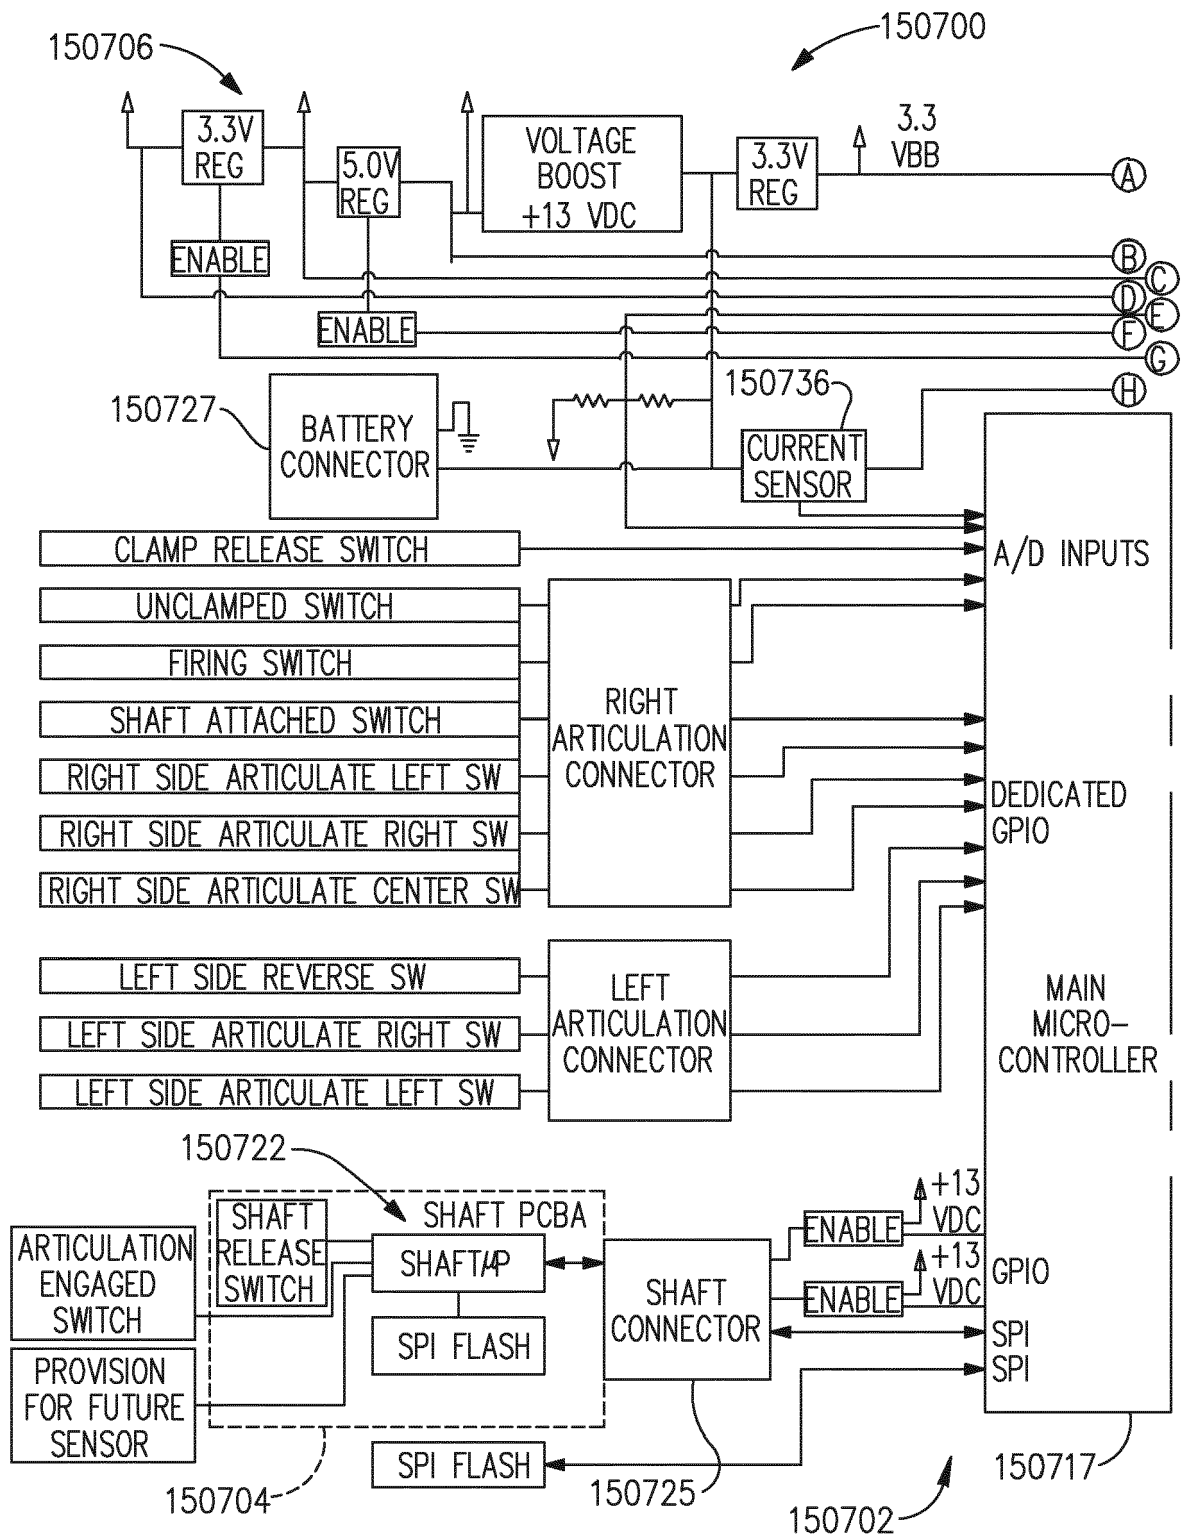 150706
150700
3.3V
REG
5.0V
REG
VOLTAGE
BOOST
+13 VDC
3.3V
REG
3.3
VBB
A
ENABLE
B
C
D
E
ENABLE
F
G
150727
BATTERY
CONNECTOR
150736
H
CURRENT
SENSOR
CLAMP RELEASE SWITCH
A/D INPUTS
UNCLAMPED SWITCH
FIRING SWITCH
SHAFT ATTACHED SWITCH
RIGHT
ARTICULATION
CONNECTOR
RIGHT SIDE ARTICULATE LEFT SW
RIGHT SIDE ARTICULATE RIGHT SW
RIGHT SIDE ARTICULATE CENTER SW
DEDICATED
GPIO
LEFT SIDE REVERSE SW
LEFT SIDE ARTICULATE RIGHT SW
LEFT SIDE ARTICULATE LEFT SW
LEFT
ARTICULATION
CONNECTOR
MAIN
MICRO-
CONTROLLER
150722
SHAFT
RELEASE
SWITCH
SHAFT PCBA
SHAFT μP
SPI FLASH
ARTICULATION
ENGAGED
SWITCH
PROVISION
FOR FUTURE
SENSOR
SHAFT
CONNECTOR
ENABLE
+13
VDC
ENABLE
+13
VDC
GPIO
SPI
SPI
SPI FLASH
150704
150725
150702
150717